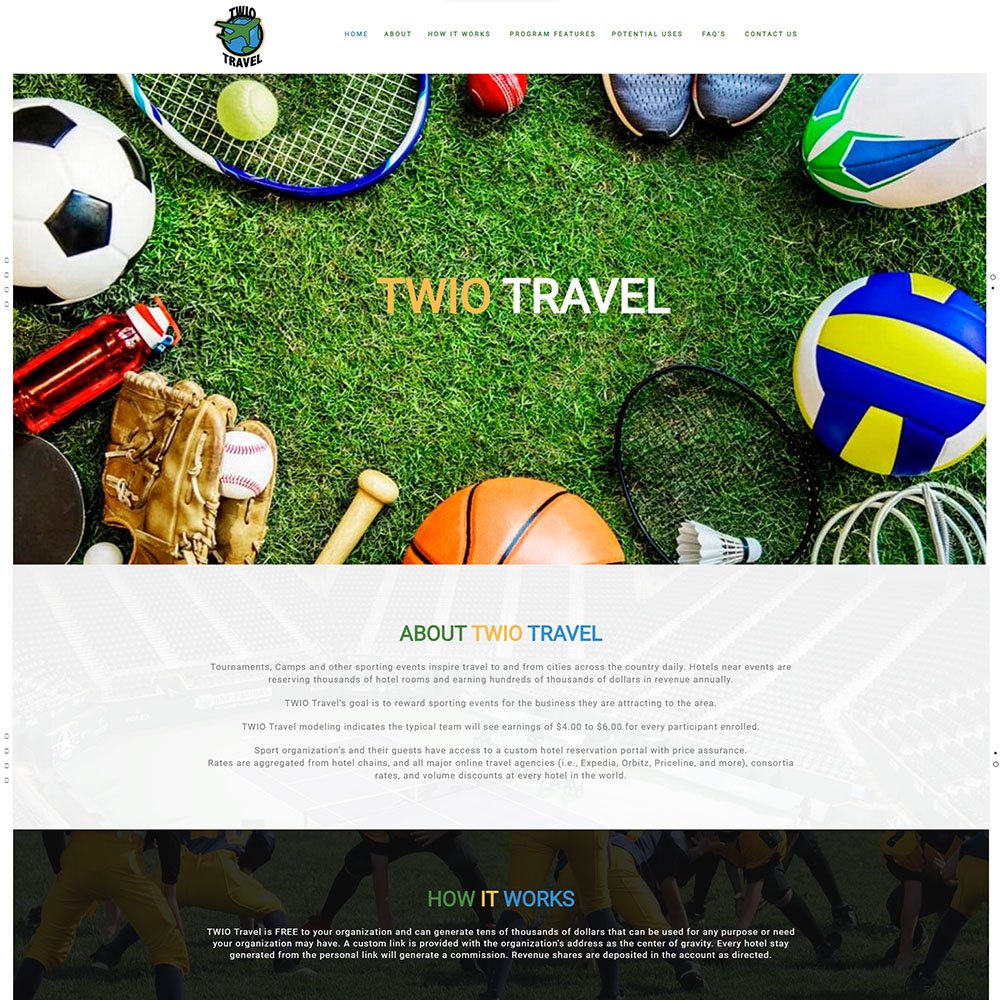 TWIO
TRAVEL
HOME ABOUT HOW IT WORKS PROGRAM FEATURES POTENTIAL USES FAQ'S CONTACT US
TWIO TRAVEL
ABOUT TWIO TRAVEL
Tournaments, Camps and other sporting events inspire travel to and from cities across the country daily. Hotels near events are
reserving thousands of hotel rooms and earning hundreds of thousands of dollars in revenue annually.
TWIO Travel's goal is to reward sporting events for the business they are attracting to the area.
TWIO Travel modeling indicates the typical team will see earnings of $4.00 to $6.00 for every participant enrolled.
Sport organization's and their guests have access to a custom hotel reservation portal with price assurance.
Rates are aggregated from hotel chains, and all major online travel agencies (i.e., Expedia, Orbitz, Priceline, and more), consortia
rates, and volume discounts at every hotel in the world.
HOW IT WORKS
TWIO Travel is FREE to your organization and can generate tens of thousands of dollars that can be used for any purpose or need
your organization may have. A custom link is provided with the organization's address as the center of gravity. Every hotel stay
generated from the personal link will generate a commission. Revenue shares are deposited in the account as directed.